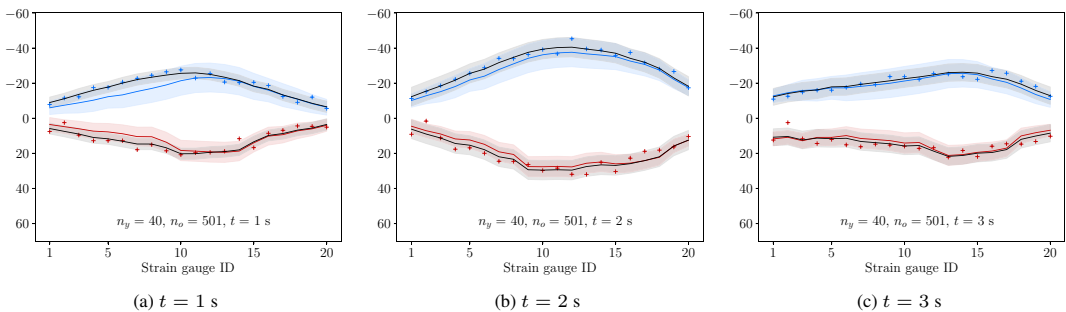 −60
−40
−20
0
20
40
60
n_y = 40, n_o = 501, t = 1 s
1 5 10 15 20
Strain gauge ID
(a) t = 1 s
−60
−40
−20
0
20
40
60
n_y = 40, n_o = 501, t = 2 s
1 5 10 15 20
Strain gauge ID
(b) t = 2 s
−60
−40
−20
0
20
40
60
n_y = 40, n_o = 501, t = 3 s
1 5 10 15 20
Strain gauge ID
(c) t = 3 s